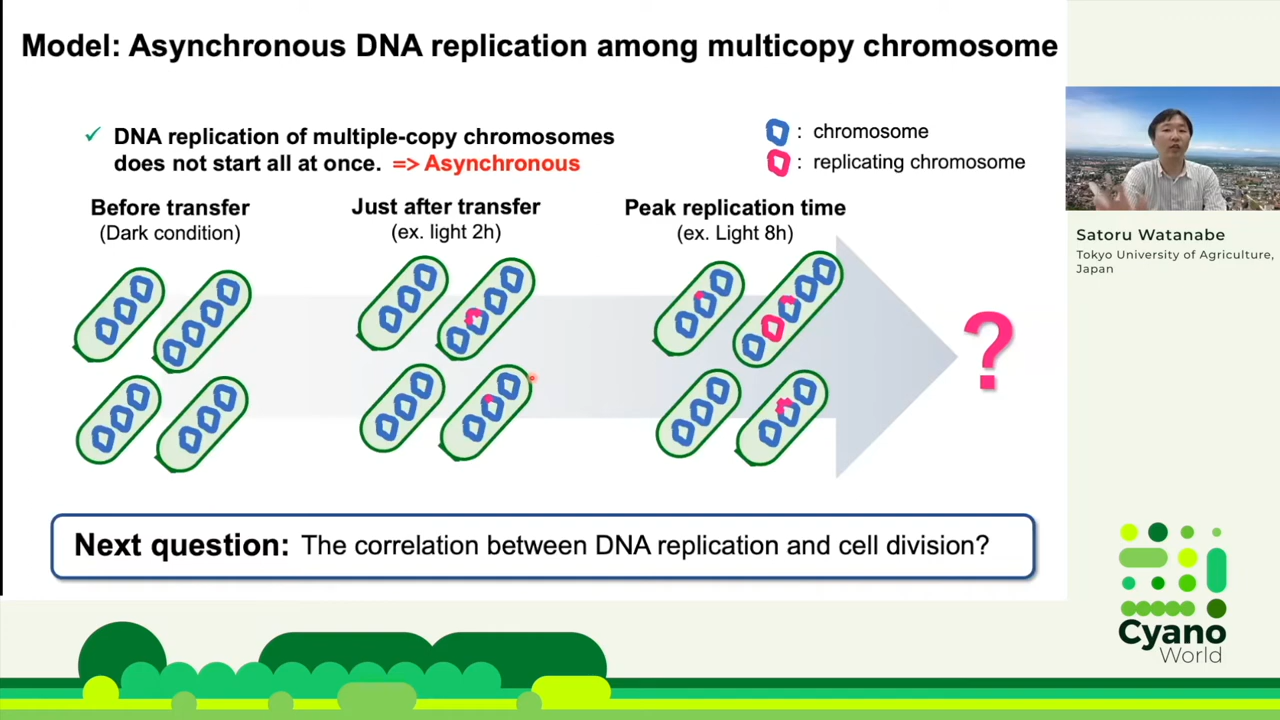 Model: Asynchronous DNA replication among multicopy chromosome
✓ DNA replication of multiple-copy chromosomes
does not start all at once. => Asynchronous
: chromosome
: replicating chromosome
Before transfer
(Dark condition)
Just after transfer
(ex. light 2h)
Peak replication time
(ex. Light 8h)
?
Next question: The correlation between DNA replication and cell division?
Satoru Watanabe
Tokyo University of Agriculture,
Japan
Cyano
World